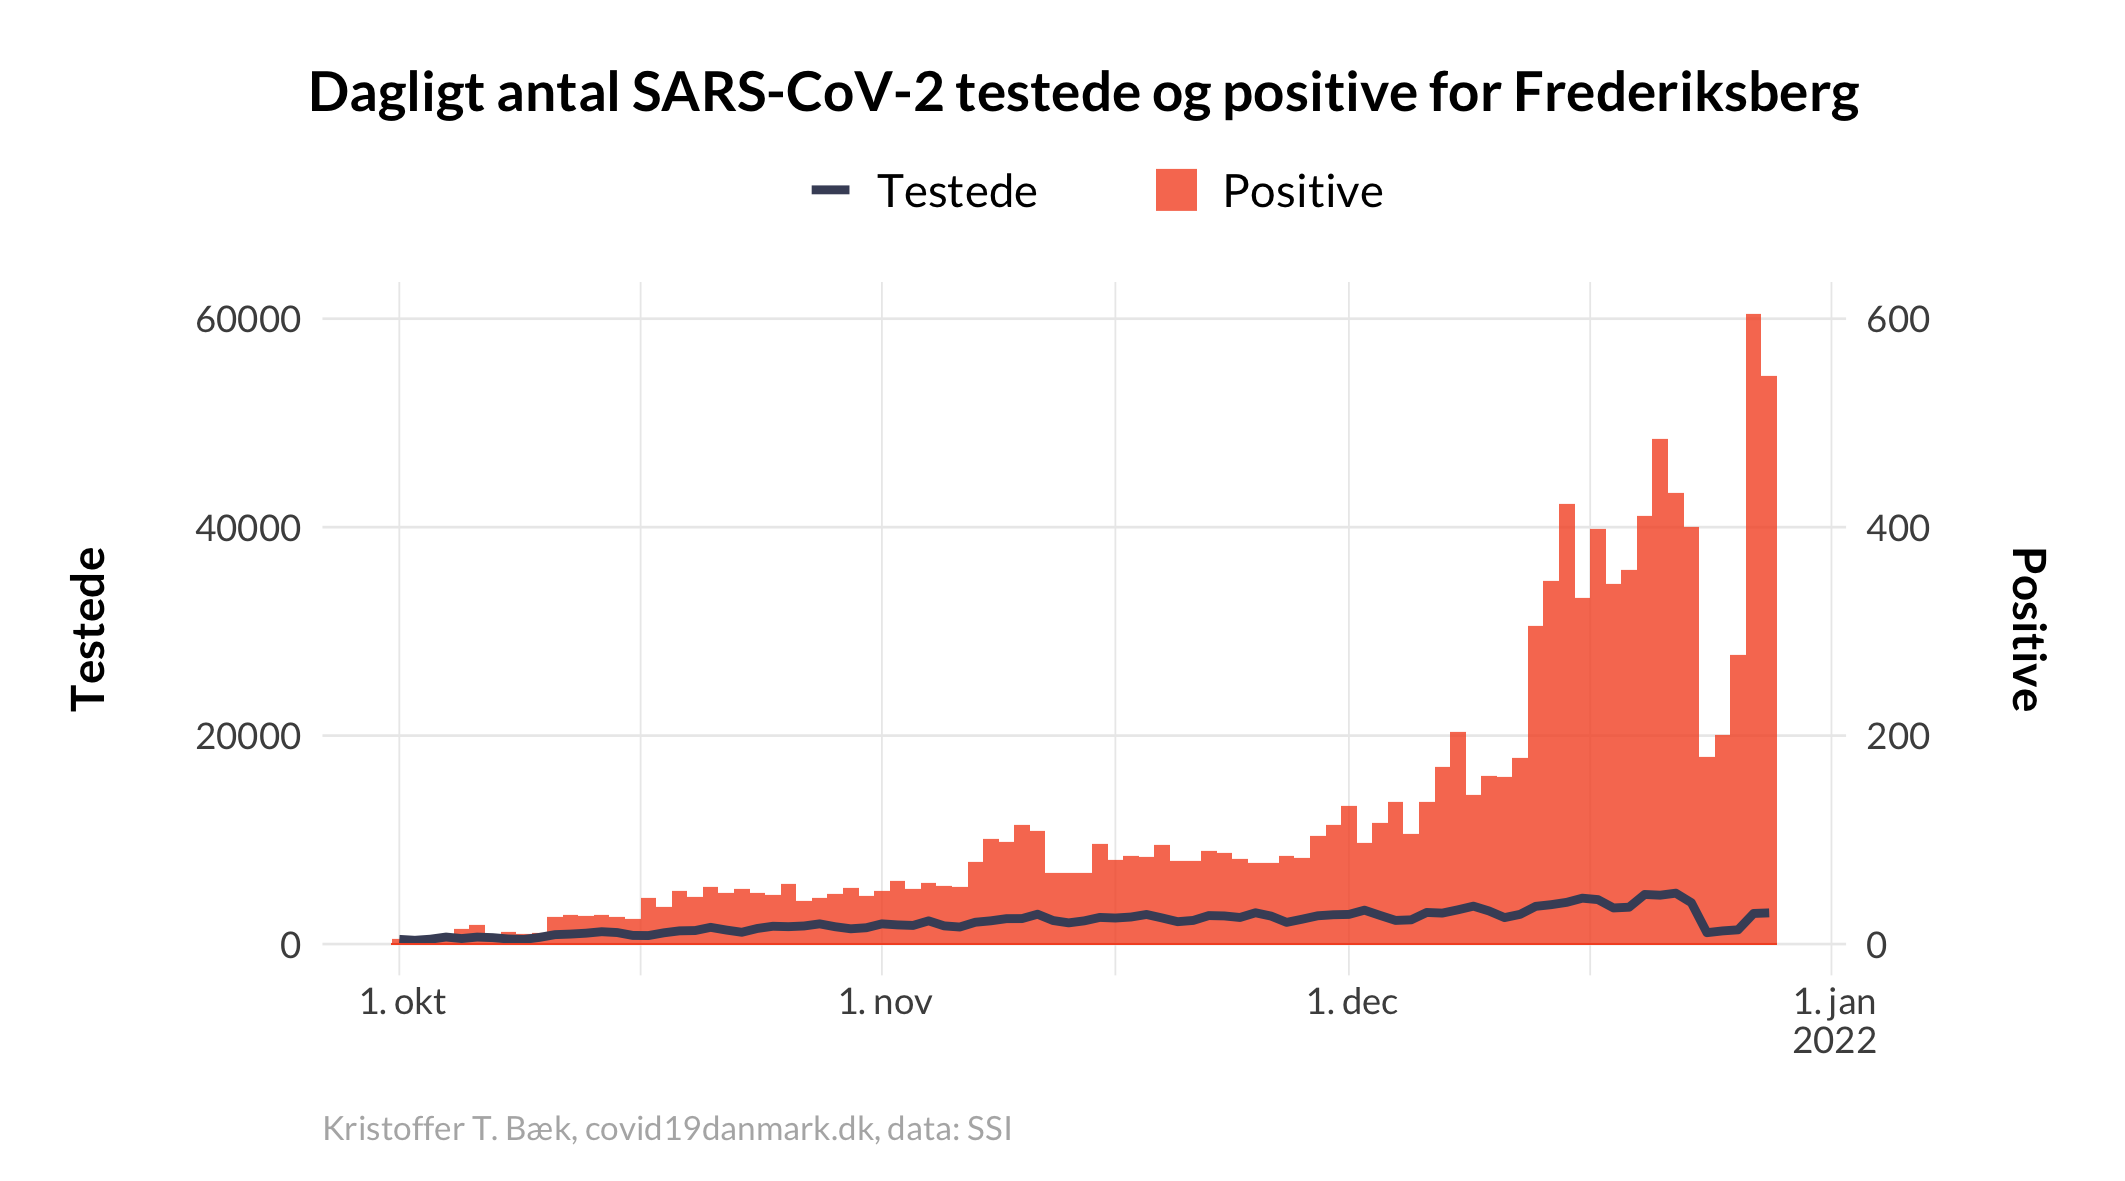 Dagligt antal SARS-CoV-2 testede og positive for Frederiksberg
Testede
Positive
60000
40000
20000
0
Testede
600
400
200
0
Positive
1. okt
1. nov
1. dec
1. jan
2022
Kristoffer T. Bæk, covid19danmark.dk, data: SSI